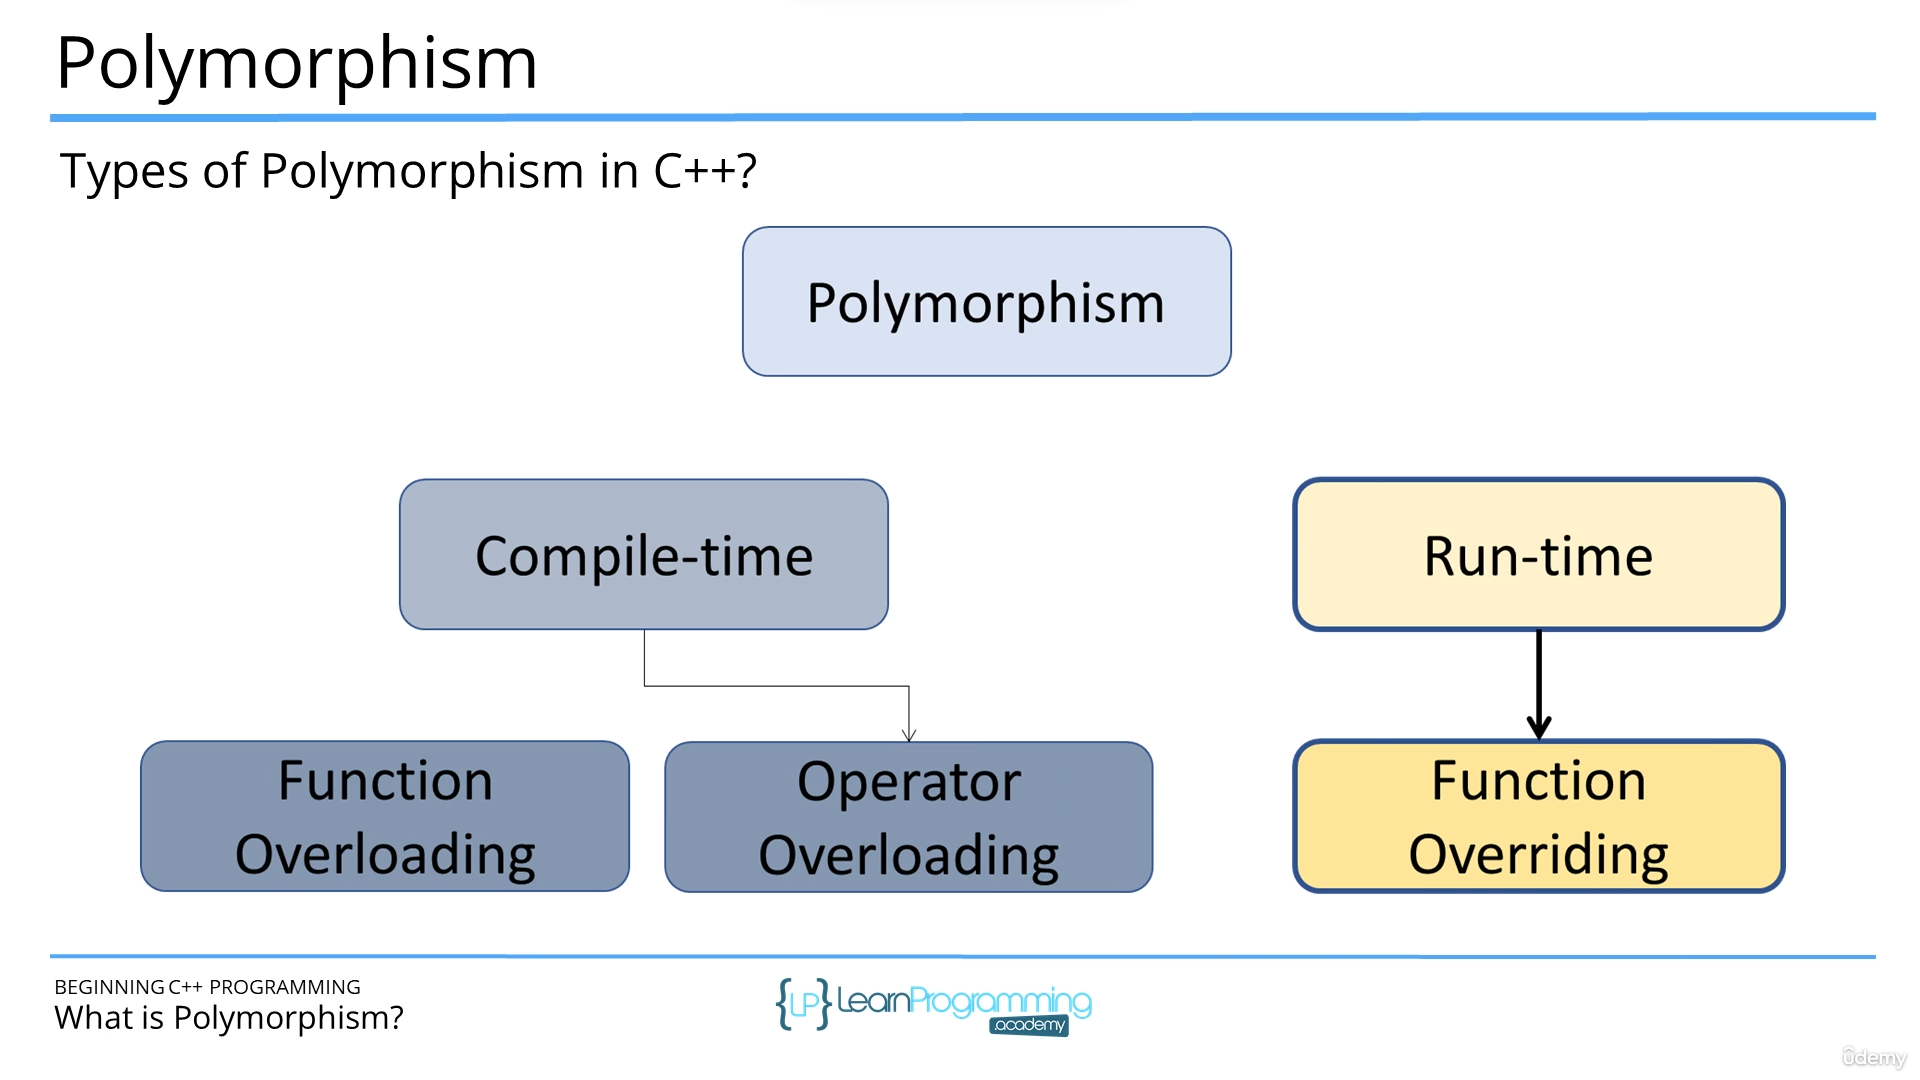 Polymorphism
Types of Polymorphism in C++?
Polymorphism
Compile-time
Run-time
Function
Overloading
Operator
Overloading
Function
Overriding
BEGINNING C++ PROGRAMMING
What is Polymorphism?
{LP} LearnProgramming
.academy
ûdemy